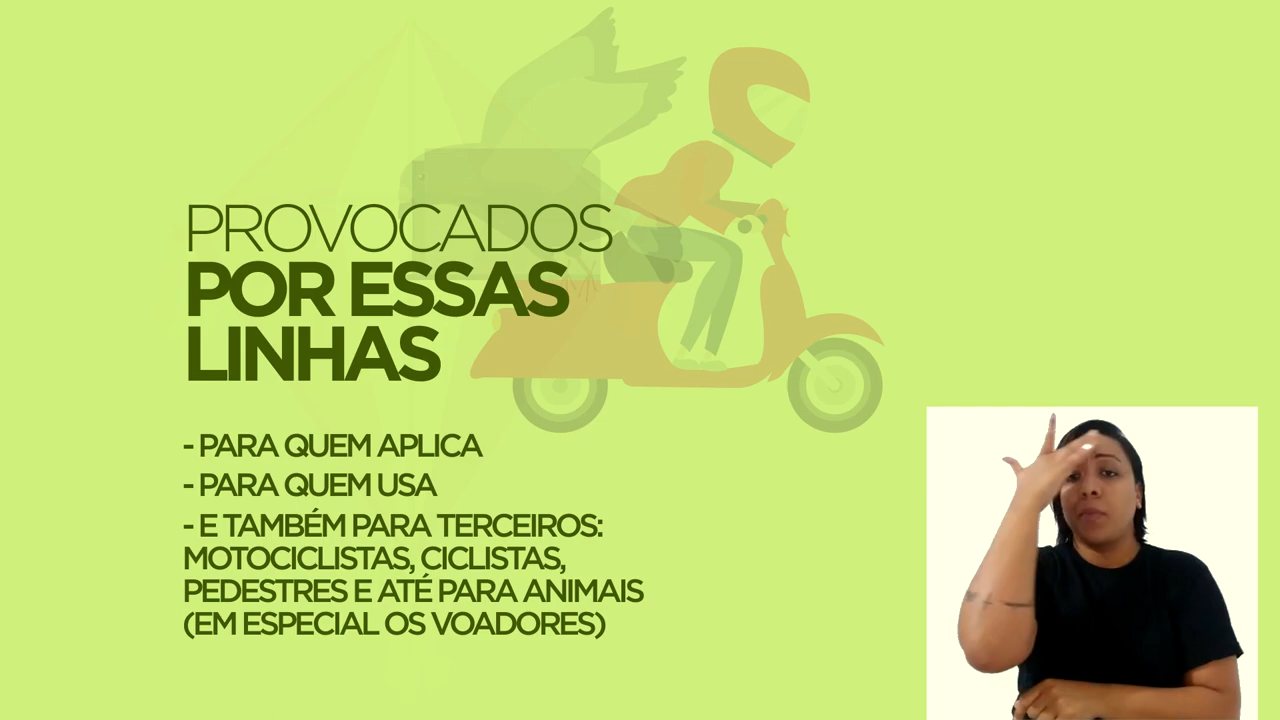 PROVOCADOS
POR ESSAS
LINHAS
- PARA QUEM APLICA
- PARA QUEM USA
- E TAMBÉM PARA TERCEIROS:
MOTOCICLISTAS, CICLISTAS,
PEDESTRES E ATÉ PARA ANIMAIS
(EM ESPECIAL OS VOADORES)